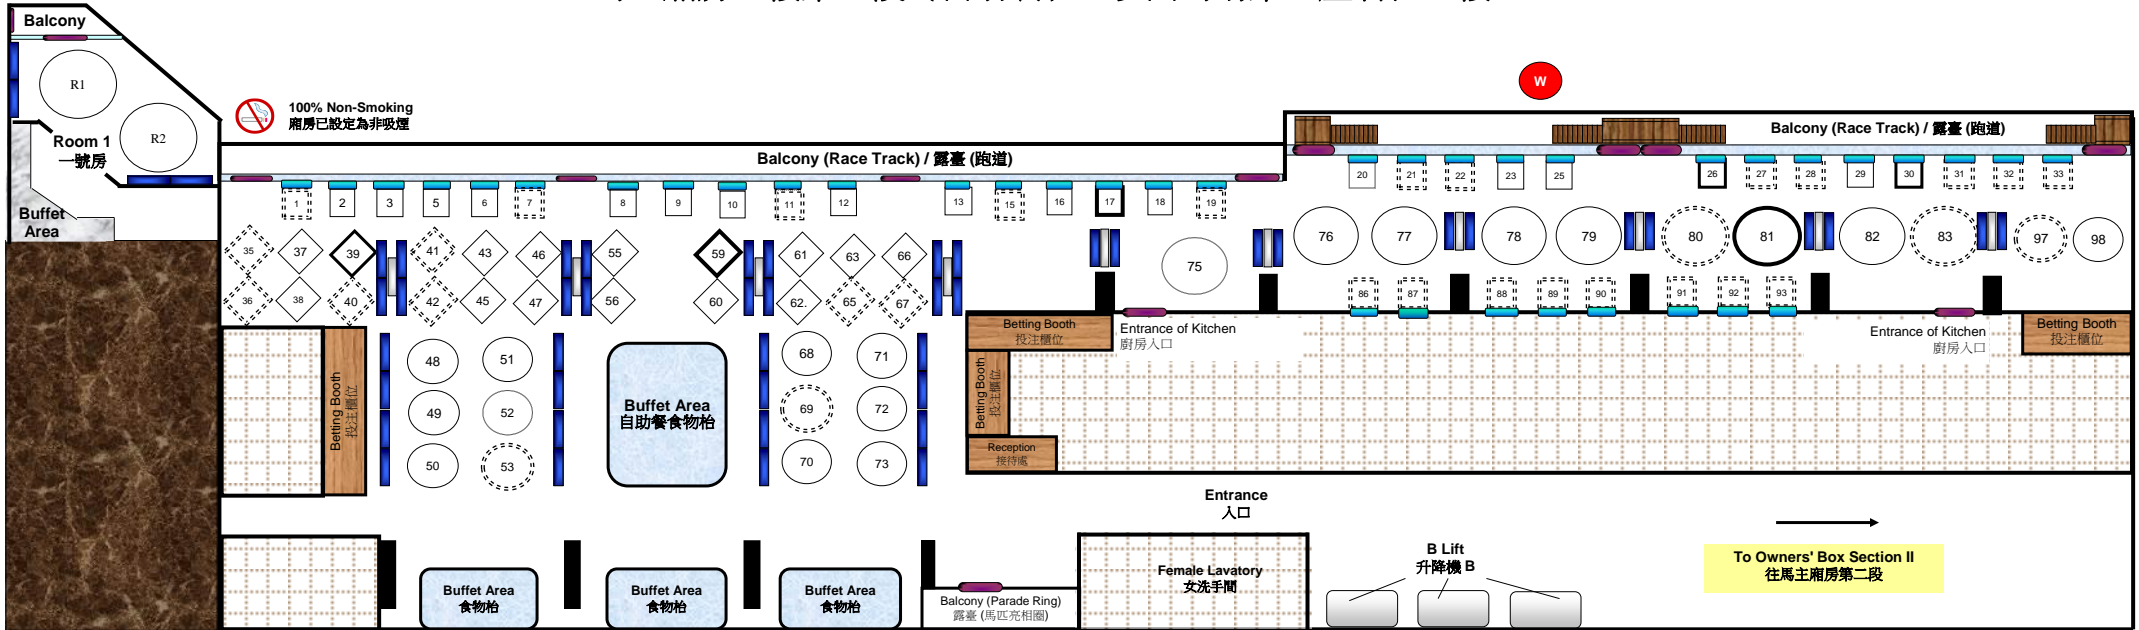 Balcony
R1
R2
Room 1
一號房
Buffet
Area
100% Non-Smoking
廂房已設定為非吸煙
W
Balcony (Race Track) / 露臺 (跑道)
Balcony (Race Track) / 露臺 (跑道)
1 2 3 5 6 7 8 9 10 11 12 13 15 16 17 18 19
20 21 22 23 25 26 27 28 29 30 31 32 33
35 37 39 41 43 46 55 59 61 63 66
36 38 40 42 45 47 56 60 62. 65 67
75 76 77 78 79 80 81 82 83 97 98
86 87 88 89 90 91 92 93
Betting Booth
投注櫃位
48 51
49 52
50 53
Buffet Area
自助餐食物枱
68 71
69 72
70 73
Betting Booth
投注櫃位
Entrance of Kitchen
廚房入口
Betting Booth
投注櫃位
Reception
接待處
Entrance of Kitchen
廚房入口
Betting Booth
投注櫃位
Entrance
入口
Buffet Area
食物枱
Buffet Area
食物枱
Buffet Area
食物枱
Balcony (Parade Ring)
露臺 (馬匹亮相圈)
Female Lavatory
女洗手間
B Lift
升降機 B
To Owners' Box Section II
往馬主廂房第二段